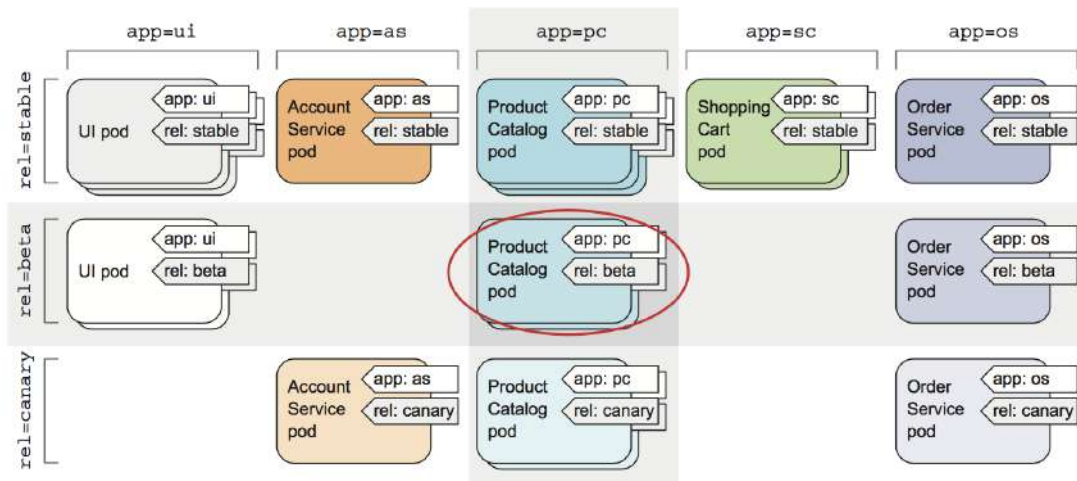 app=ui app=as app=pc app=sc app=os
rel=stable
UI pod
app: ui
rel: stable
Account
Service
pod
app: as
rel: stable
Product
Catalog
pod
app: pc
rel: stable
Shopping
Cart
pod
app: sc
rel: stable
Order
Service
pod
app: os
rel: stable
rel=beta
UI pod
app: ui
rel: beta
Product
Catalog
pod
app: pc
rel: beta
Order
Service
pod
app: os
rel: beta
rel=canary
Account
Service
pod
app: as
rel: canary
Product
Catalog
pod
app: pc
rel: canary
Order
Service
pod
app: os
rel: canary